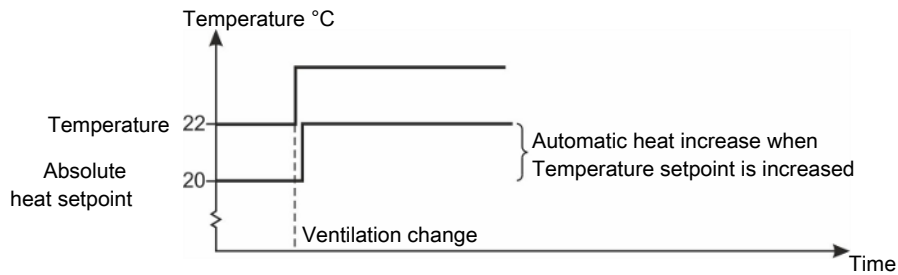 Temperature °C
Temperature 22
Automatic heat increase when
Temperature setpoint is increased
Absolute
heat setpoint
20
Ventilation change
Time